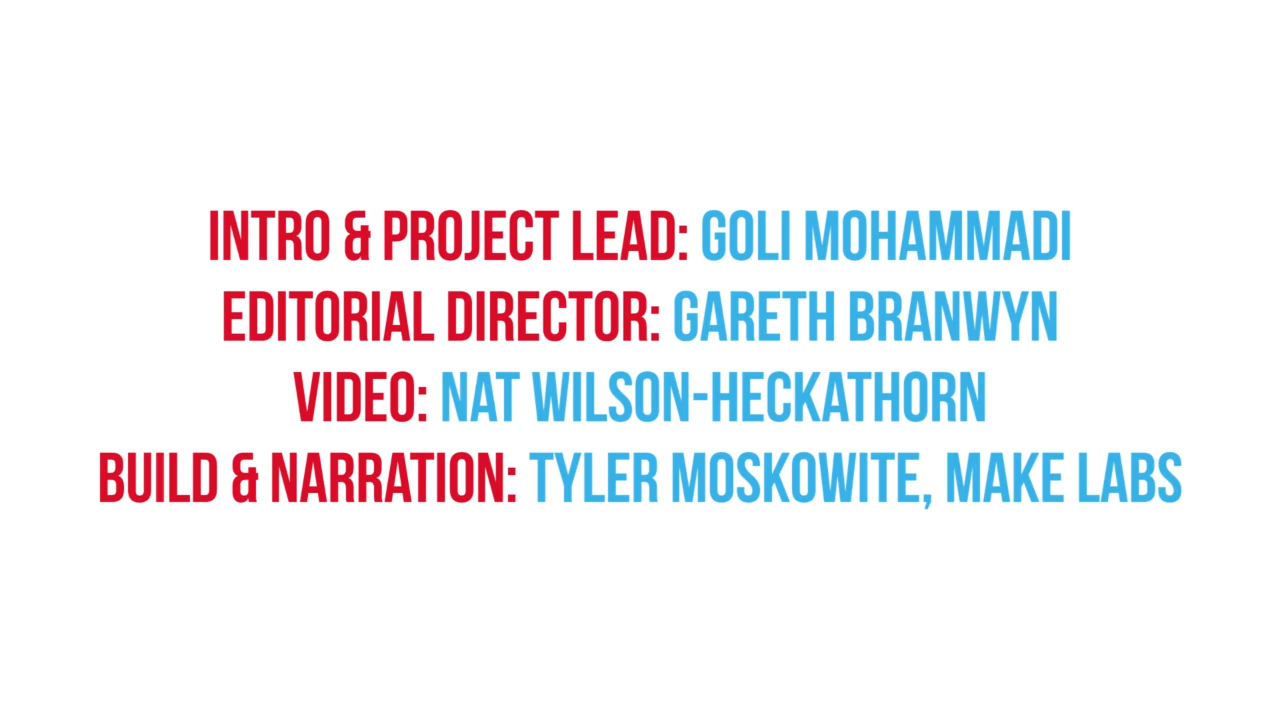 INTRO & PROJECT LEAD: GOLI MOHAMMADI
EDITORIAL DIRECTOR: GARETH BRANWYN
VIDEO: NAT WILSON-HECKATHORN
BUILD & NARRATION: TYLER MOSKOWITE, MAKE LABS